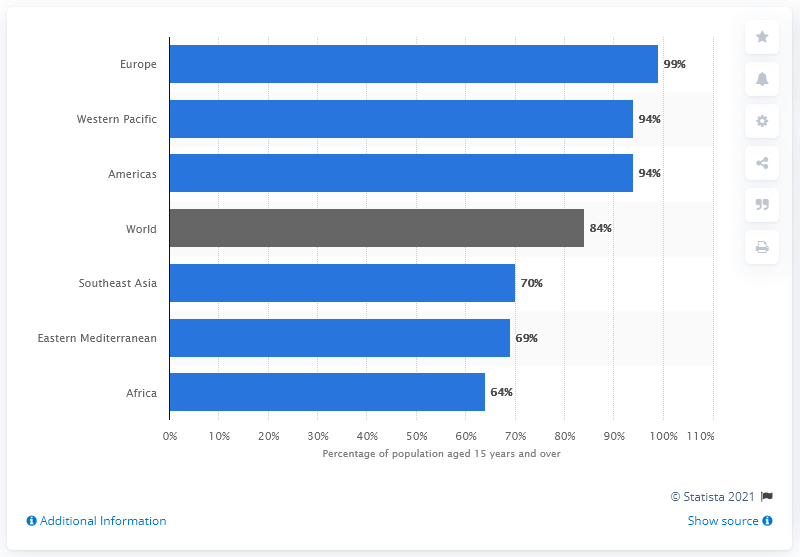 Europe 99%
Western Pacific 94%
Americas 94%
World 84%
Southeast Asia 70%
Eastern Mediterranean 69%
Africa 64%
0% 10% 20% 30% 40% 50% 60% 70% 80% 90% 100% 110%
Percentage of population aged 15 years and over
© Statista 2021
Additional Information Show source